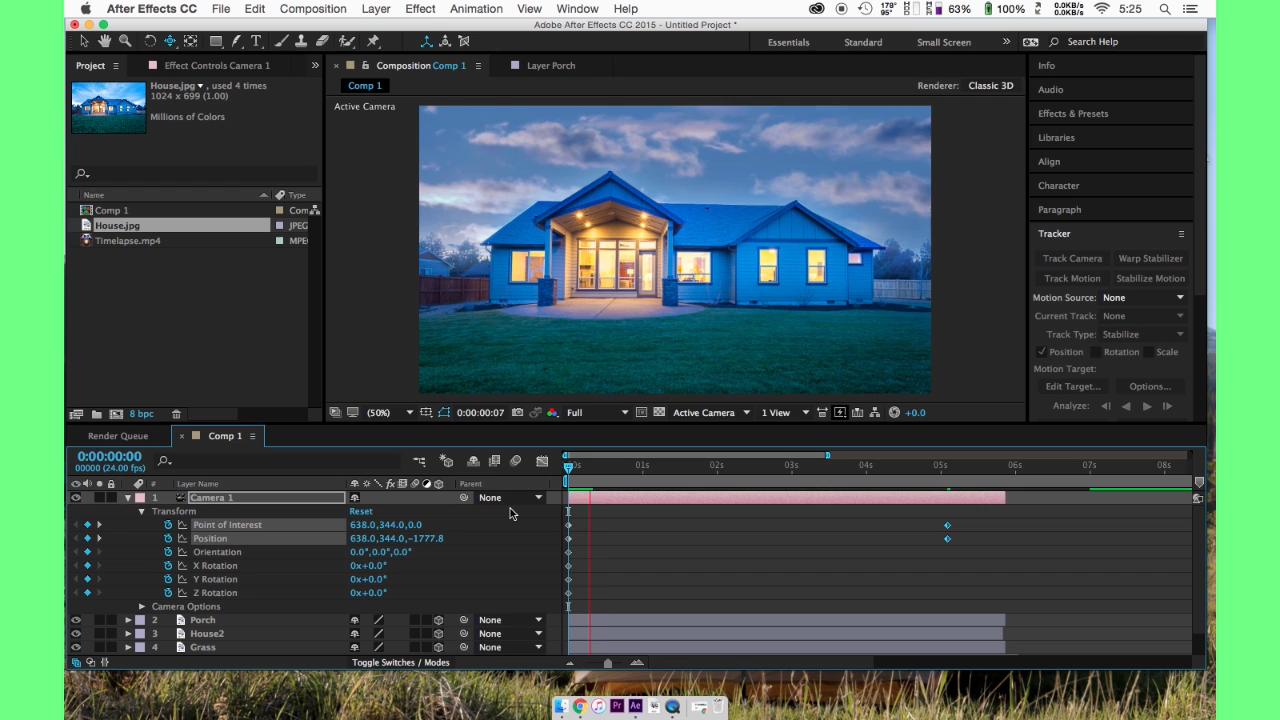 After Effects CC File Edit Composition Layer Effect Animation View Window Help 63% 100% 0.0KB/s 0.0KB/s 5:25
Adobe After Effects CC 2015 - Untitled Project *
Essentials Standard Small Screen » Search Help
Project Effect Controls Camera 1 »
House.jpg , used 4 times
1024 x 699 (1.00)
Millions of Colors
Name Type
Comp 1 Com
House.jpg JPEG
Timelapse.mp4 MPE
8 bpc
× Composition Comp 1 Layer Porch
Comp 1 Renderer: Classic 3D
Active Camera
(50%) 0:00:00:07 Full Active Camera 1 View +0.0
Info
Audio
Effects & Presets
Libraries
Align
Character
Paragraph
Tracker
Track Camera Warp Stabilizer
Track Motion Stabilize Motion
Motion Source: None
Current Track: None
Track Type: Stabilize
Position Rotation Scale
Motion Target:
Edit Target... Options...
Analyze:
Render Queue × Comp 1
0:00:00:00
00000 (24.00 fps)
01s 02s 03s 04s 05s 06s 07s 08s
# Layer Name Parent
1 Camera 1 None
Transform Reset
Point of Interest 638.0,344.0,0.0
Position 638.0,344.0,-1777.8
Orientation 0.0°,0.0°,0.0°
X Rotation 0x+0.0°
Y Rotation 0x+0.0°
Z Rotation 0x+0.0°
Camera Options
2 Porch None
3 House2 None
4 Grass None
Toggle Switches / Modes
Pr Ae